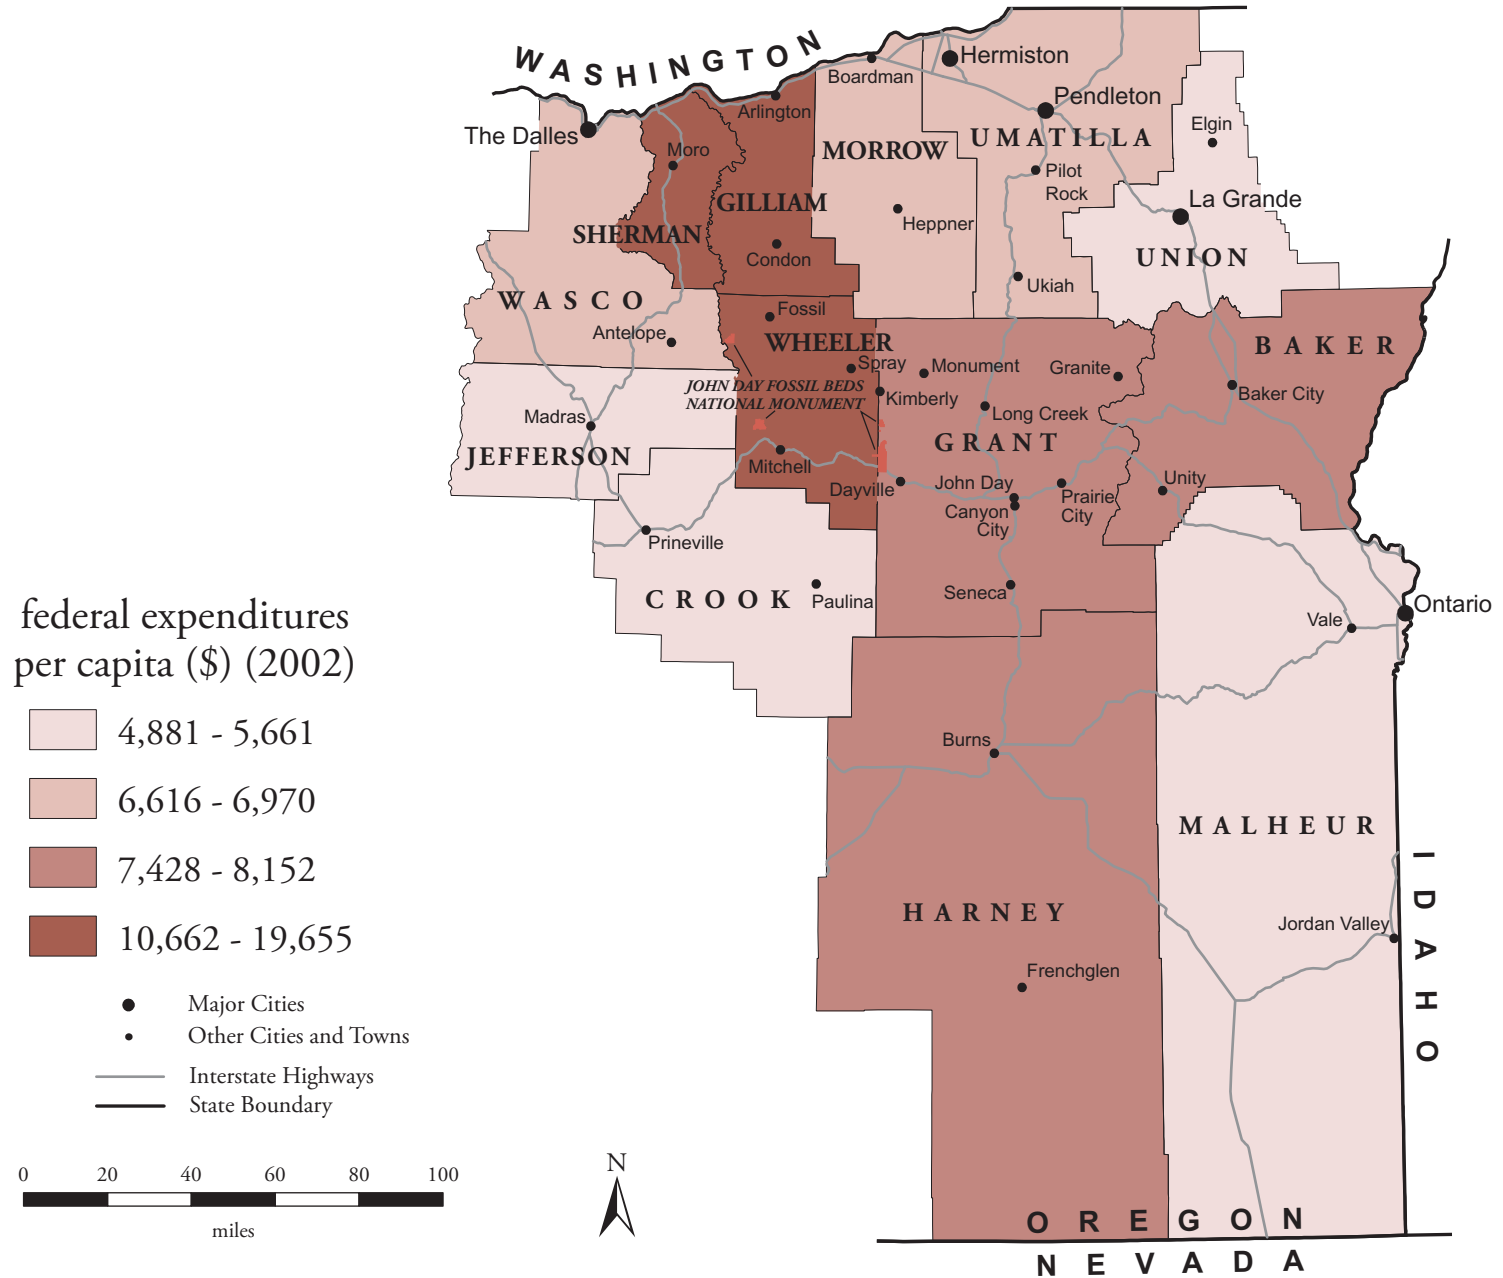 WASHINGTON
Hermiston
Boardman
Pendleton
Arlington
UMATILLA
Elgin
The Dalles
Moro
MORROW
Pilot
Rock
La Grande
GILLIAM
Heppner
SHERMAN
Condon
UNION
Ukiah
WASCO
Fossil
Antelope
WHEELER
BAKER
Spray
Monument
Granite
JOHN DAY FOSSIL BEDS
NATIONAL MONUMENT
Kimberly
Baker City
Long Creek
Madras
GRANT
JEFFERSON
Mitchell
Dayville
John Day
Unity
Prairie
City
Canyon
City
Prineville
CROOK
Paulina
Seneca
Ontario
Vale
federal expenditures
per capita ($) (2002)
4,881 - 5,661
6,616 - 6,970
7,428 - 8,152
10,662 - 19,655
Burns
MALHEUR
IDAHO
HARNEY
Jordan Valley
Frenchglen
Major Cities
Other Cities and Towns
Interstate Highways
State Boundary
0 20 40 60 80 100
miles
N
OREGON
NEVADA